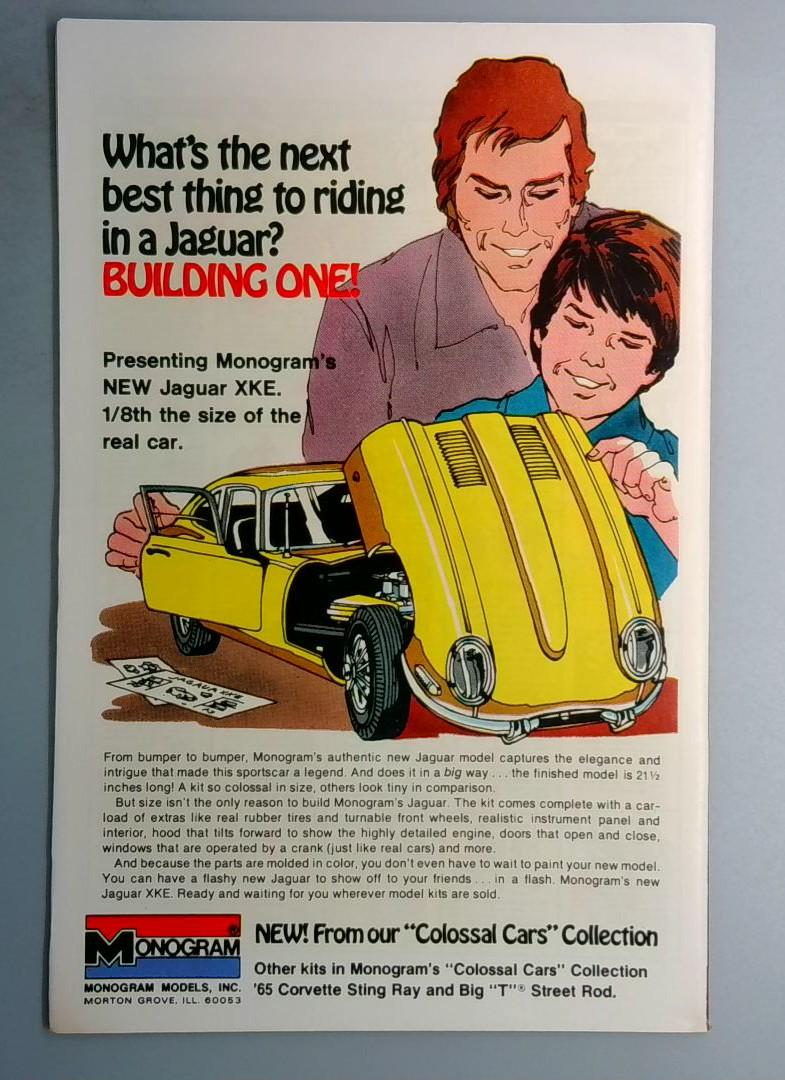 What's the next
best thing to riding
in a Jaguar?
BUILDING ONE!
Presenting Monogram's
NEW Jaguar XKE.
1/8th the size of the
real car.
JAGAUR XKE
From bumper to bumper, Monogram's authentic new Jaguar model captures the elegance and
intrigue that made this sportscar a legend. And does it in a big way . . . the finished model is 21½
inches long! A kit so colossal in size, others look tiny in comparison.
But size isn't the only reason to build Monogram's Jaguar. The kit comes complete with a car-
load of extras like real rubber tires and turnable front wheels, realistic instrument panel and
interior, hood that tilts forward to show the highly detailed engine, doors that open and close,
windows that are operated by a crank (just like real cars) and more.
And because the parts are molded in color, you don't even have to wait to paint your new model.
You can have a flashy new Jaguar to show off to your friends . . . in a flash. Monogram's new
Jaguar XKE. Ready and waiting for you wherever model kits are sold.
MONOGRAM®
MONOGRAM MODELS, INC.
MORTON GROVE, ILL. 60053
NEW! From our "Colossal Cars" Collection
Other kits in Monogram's "Colossal Cars" Collection
'65 Corvette Sting Ray and Big "T"® Street Rod.